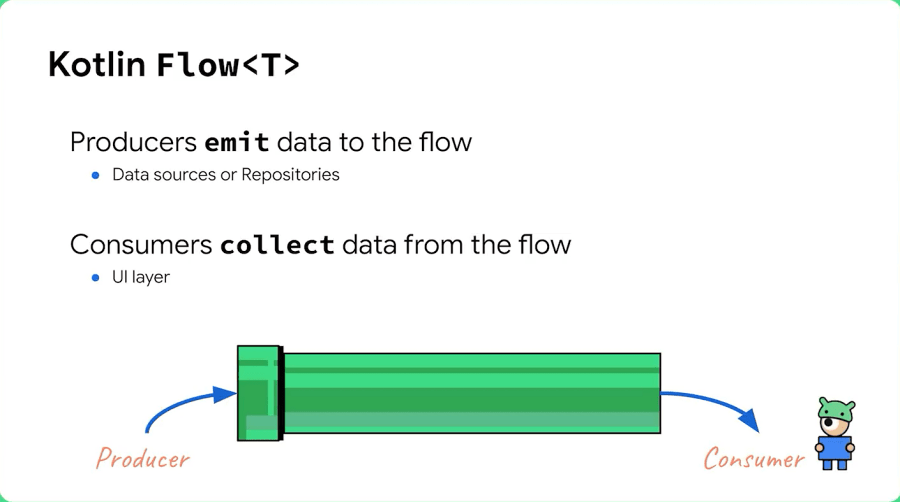 Kotlin Flow<T>
Producers emit data to the flow
Data sources or Repositories
Consumers collect data from the flow
UI layer
Producer
Consumer